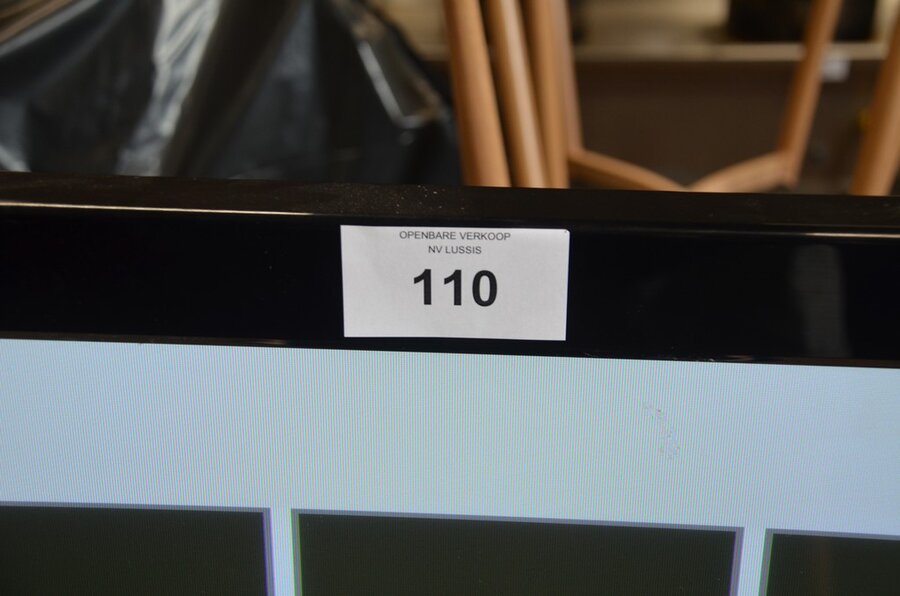 OPENBARE VERKOOP
NV LUSSIS
110